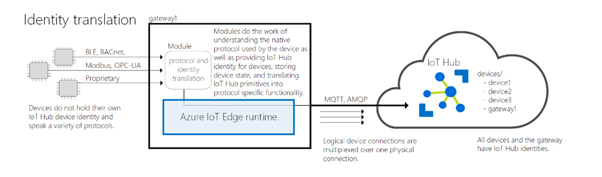 Identity translation
gateway1
BLE, BACnet,
Modbus, OPC-UA
Proprietary
Devices do not hold their own
IoT Hub device identity and
speak a variety of protocols.
Module
protocol and
identity
translation
Modules do the work of
understanding the native
protocol used by the device as
well as providing IoT Hub
identity for devices, storing
device state, and translating
IoT Hub primitives into
protocol specific functionality.
Azure IoT Edge runtime
MQTT, AMQP
Logical device connections are
multiplexed over one physical
connection.
IoT Hub
devices/
- device1
- device2
- device3
- gateway1
All devices and the gateway
have IoT Hub identities.